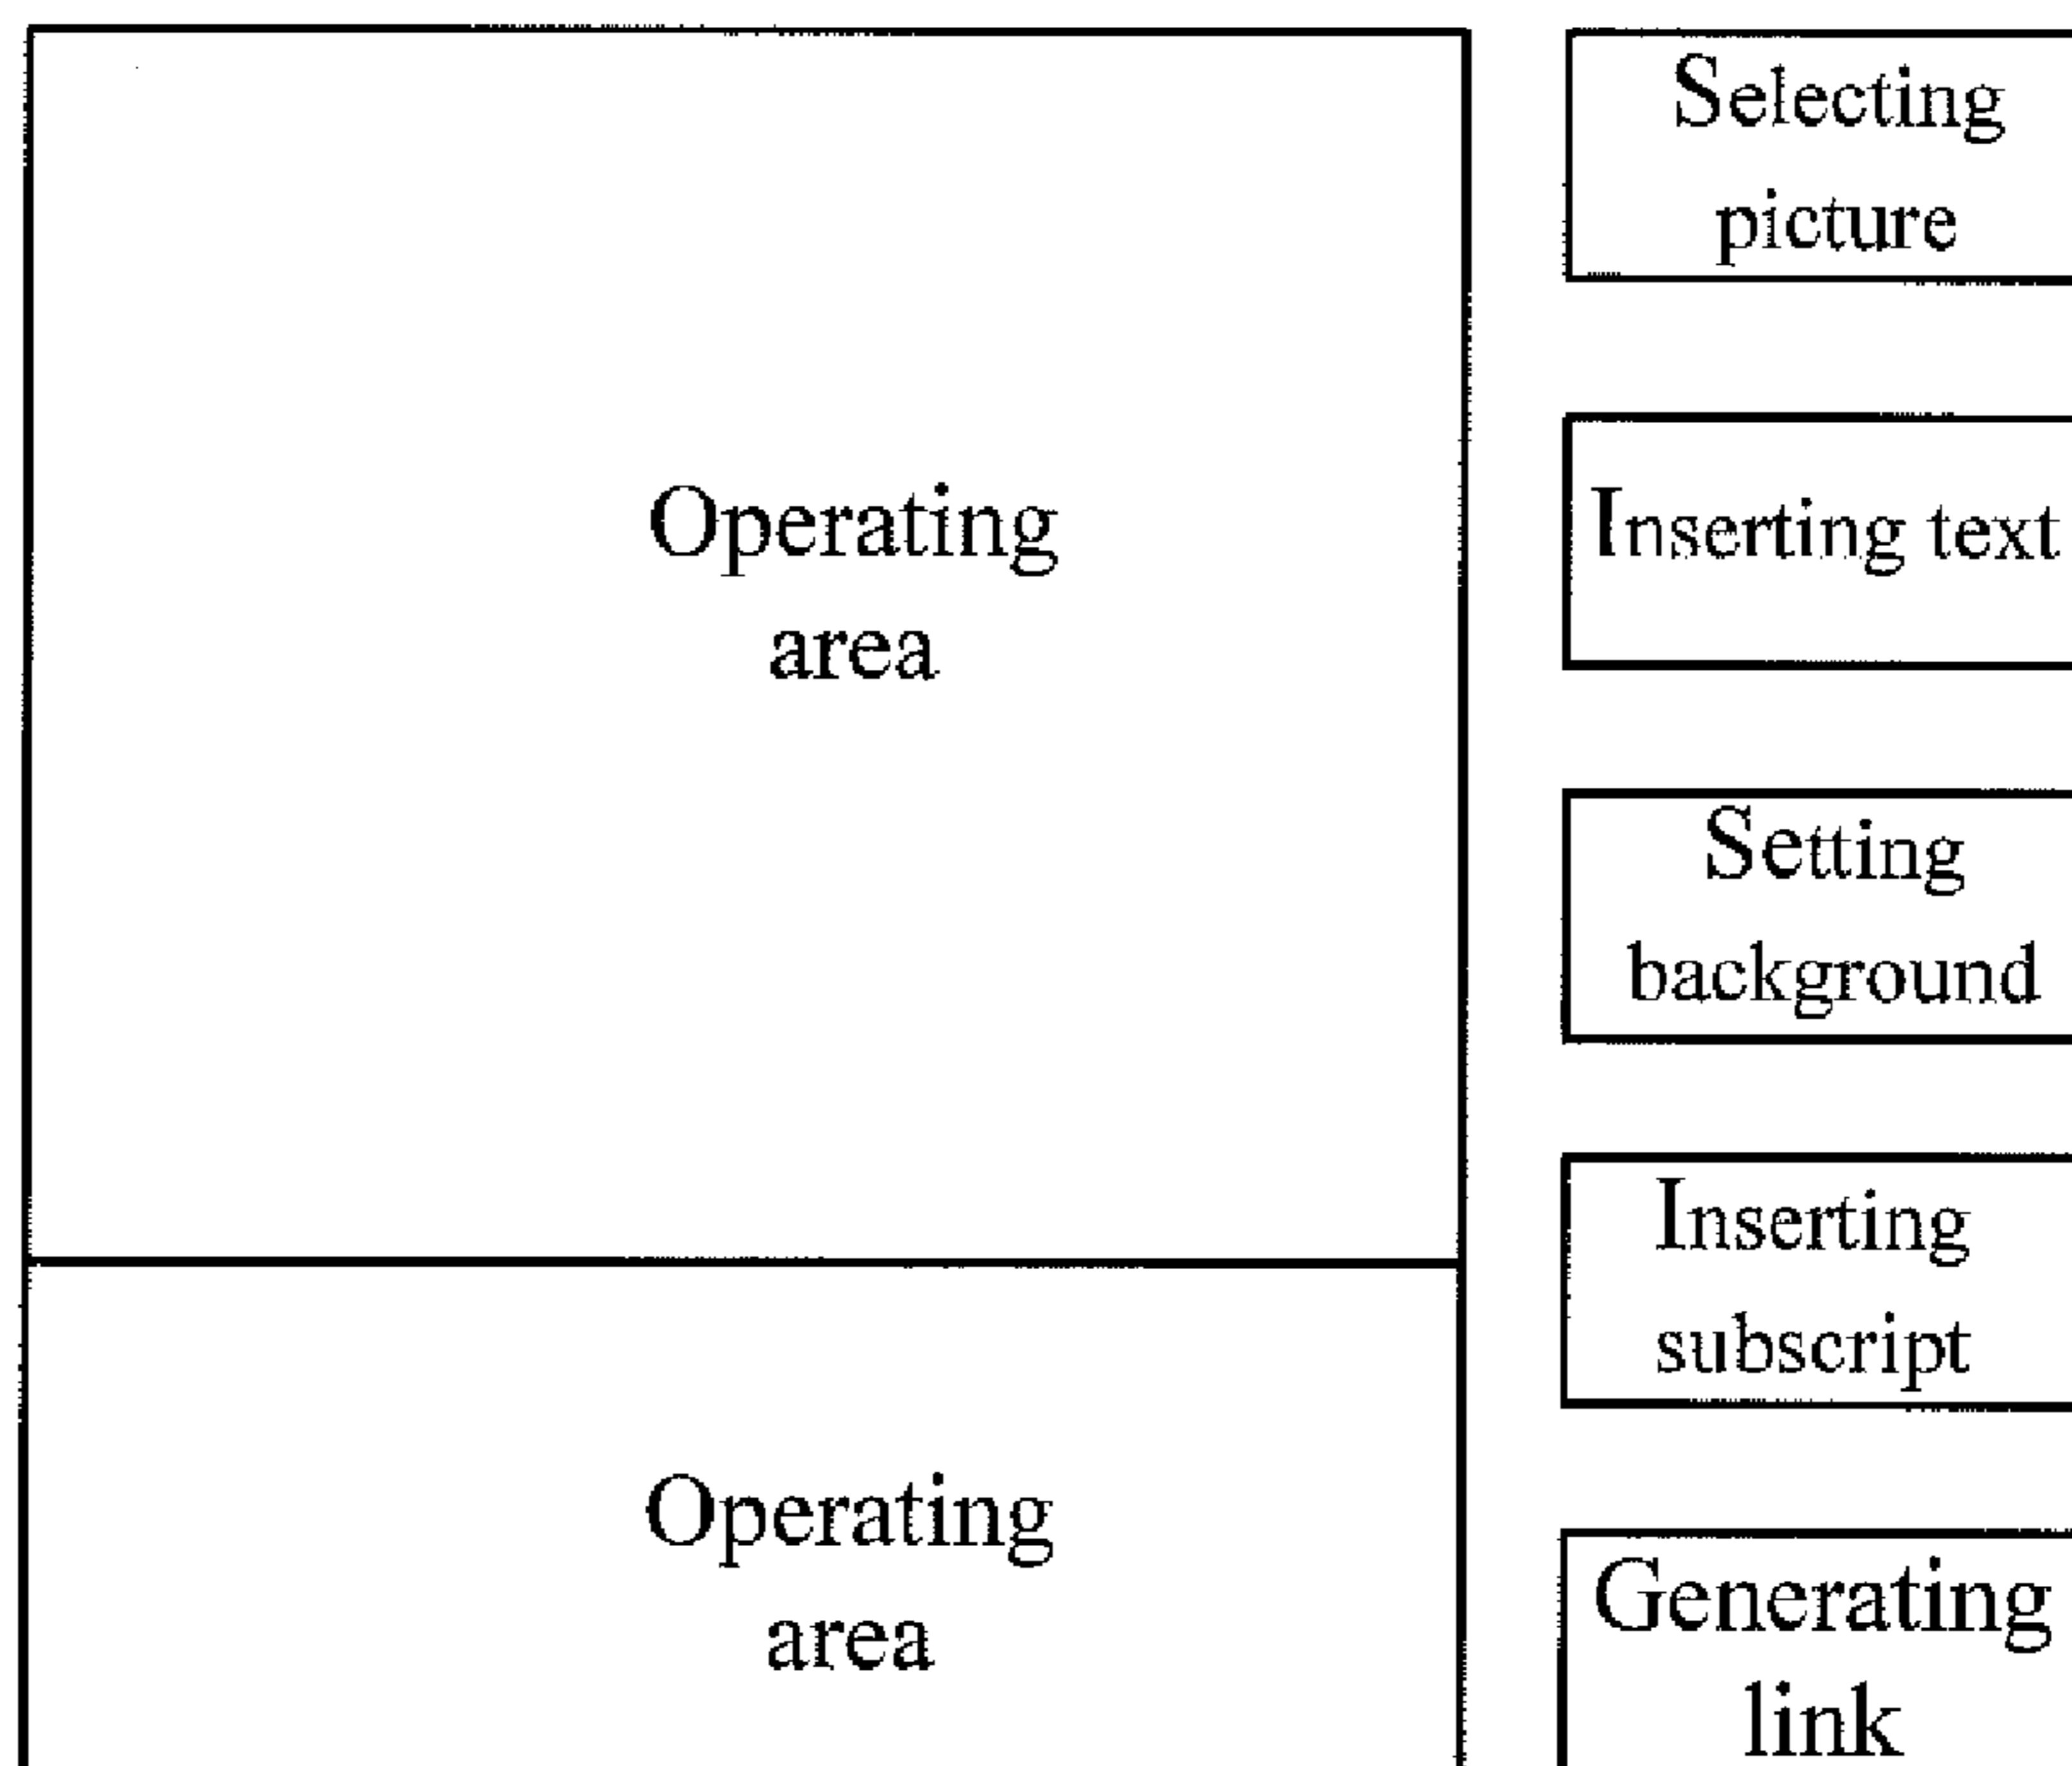 Operating
area
Operating
area
Selecting
picture
Inserting text
Setting
background
Inserting
subscript
Generating
link